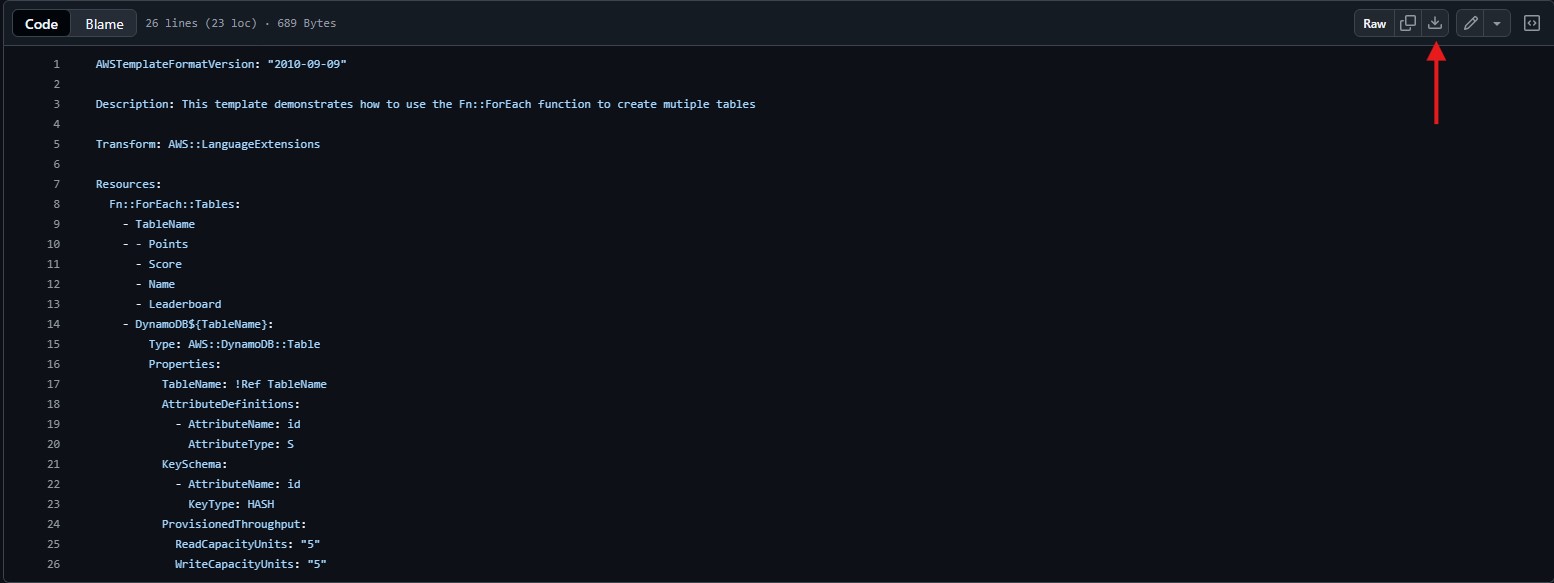 Code Blame 26 lines (23 loc) · 689 Bytes Raw
1 AWSTemplateFormatVersion: "2010-09-09"
2
3 Description: This template demonstrates how to use the Fn::ForEach function to create mutiple tables
4
5 Transform: AWS::LanguageExtensions
6
7 Resources:
8   Fn::ForEach::Tables:
9     - TableName
10     - - Points
11       - Score
12       - Name
13       - Leaderboard
14     - DynamoDB${TableName}:
15         Type: AWS::DynamoDB::Table
16         Properties:
17           TableName: !Ref TableName
18           AttributeDefinitions:
19             - AttributeName: id
20               AttributeType: S
21           KeySchema:
22             - AttributeName: id
23               KeyType: HASH
24           ProvisionedThroughput:
25             ReadCapacityUnits: "5"
26             WriteCapacityUnits: "5"